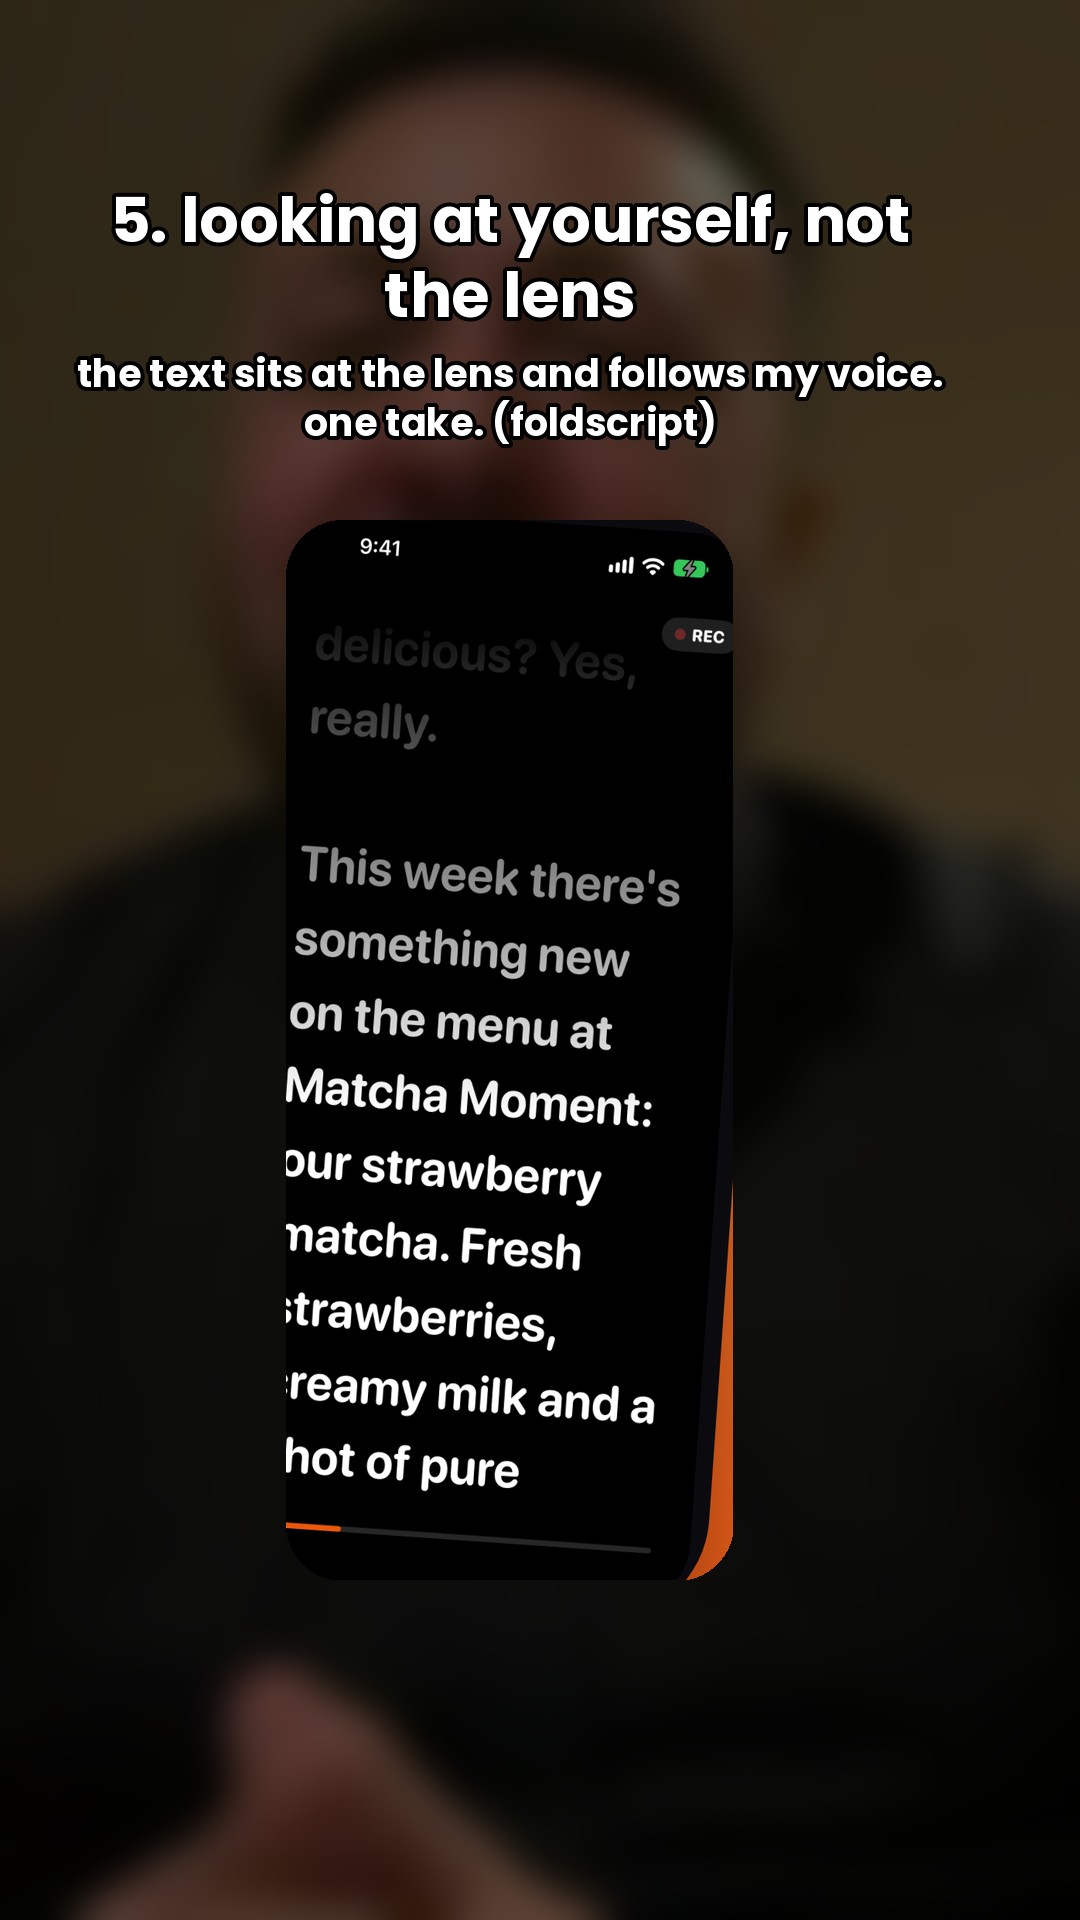 5. looking at yourself, not
the lens
the text sits at the lens and follows my voice.
one take. (foldscript)
9:41
REC
delicious? Yes,
really.
This week there's
something new
on the menu at
Matcha Moment:
our strawberry
matcha. Fresh
strawberries,
creamy milk and a
hot of pure